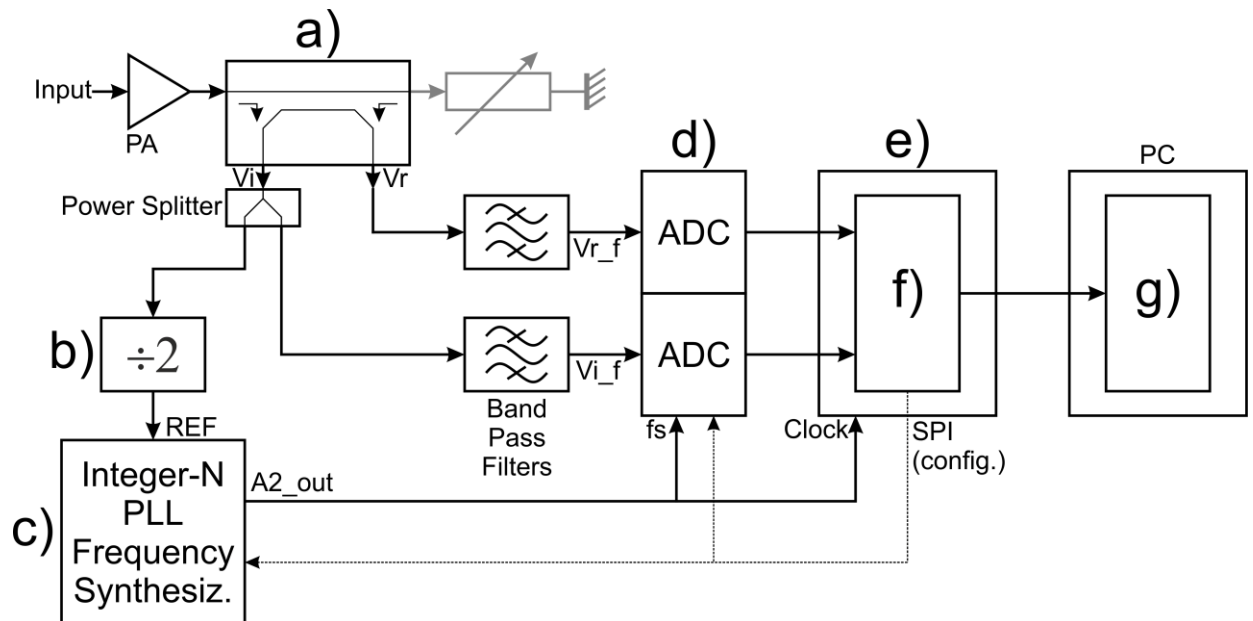 a)
Input
PA
Vi
Vr
Power Splitter
b)
÷2
REF
c)
Integer-N
PLL
Frequency
Synthesiz.
A2_out
Vr_f
Vi_f
Band
Pass
Filters
d)
ADC
ADC
fs
e)
f)
Clock
SPI
(config.)
PC
g)